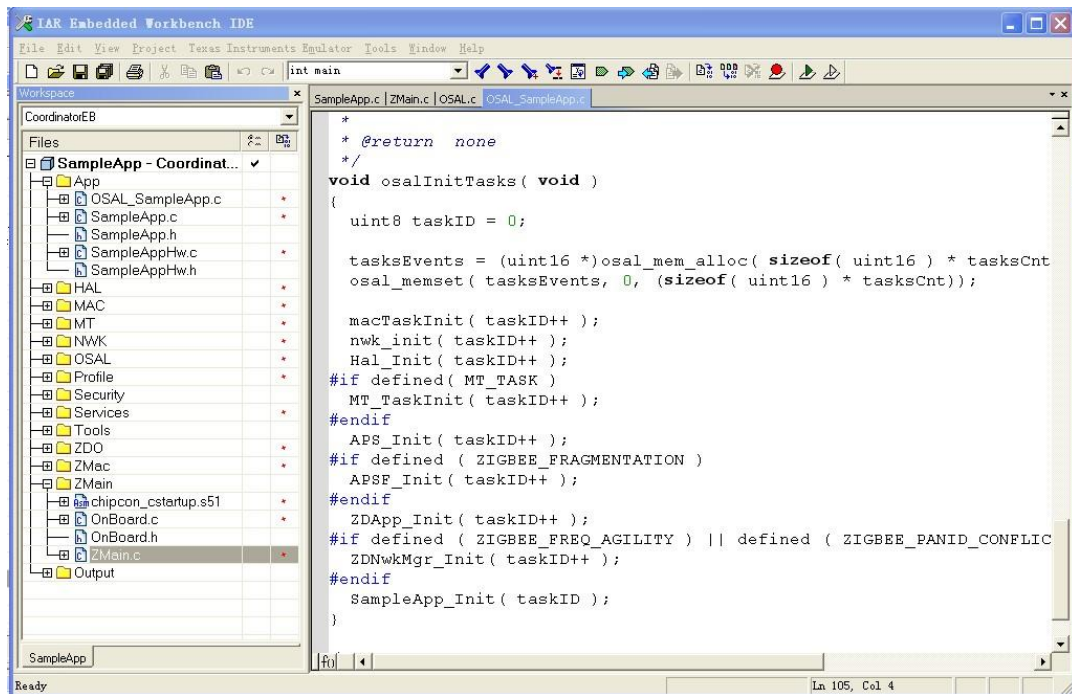 IAR Embedded Workbench IDE
File Edit View Project Texas Instruments Emulator Tools Window Help
int main
Workspace
CoordinatorEB
Files
SampleApp - Coordinat...
App
OSAL_SampleApp.c
SampleApp.c
SampleApp.h
SampleAppHw.c
SampleAppHw.h
HAL
MAC
MT
NWK
OSAL
Profile
Security
Services
Tools
ZDO
ZMac
ZMain
chipcon_cstartup.s51
OnBoard.c
OnBoard.h
ZMain.c
Output
SampleApp
SampleApp.c | ZMain.c | OSAL.c OSAL_SampleApp.c
*
* @return none
*/
void osalInitTasks( void )
{
uint8 taskID = 0;
tasksEvents = (uint16 *)osal_mem_alloc( sizeof( uint16 ) * tasksCnt
osal_memset( tasksEvents, 0, (sizeof( uint16 ) * tasksCnt));
macTaskInit( taskID++ );
nwk_init( taskID++ );
Hal_Init( taskID++ );
#if defined( MT_TASK )
MT_TaskInit( taskID++ );
#endif
APS_Init( taskID++ );
#if defined ( ZIGBEE_FRAGMENTATION )
APSF_Init( taskID++ );
#endif
ZDApp_Init( taskID++ );
#if defined ( ZIGBEE_FREQ_AGILITY ) || defined ( ZIGBEE_PANID_CONFLIC
ZDNwkMgr_Init( taskID++ );
#endif
SampleApp_Init( taskID );
}
f()
Ready
Ln 105, Col 4